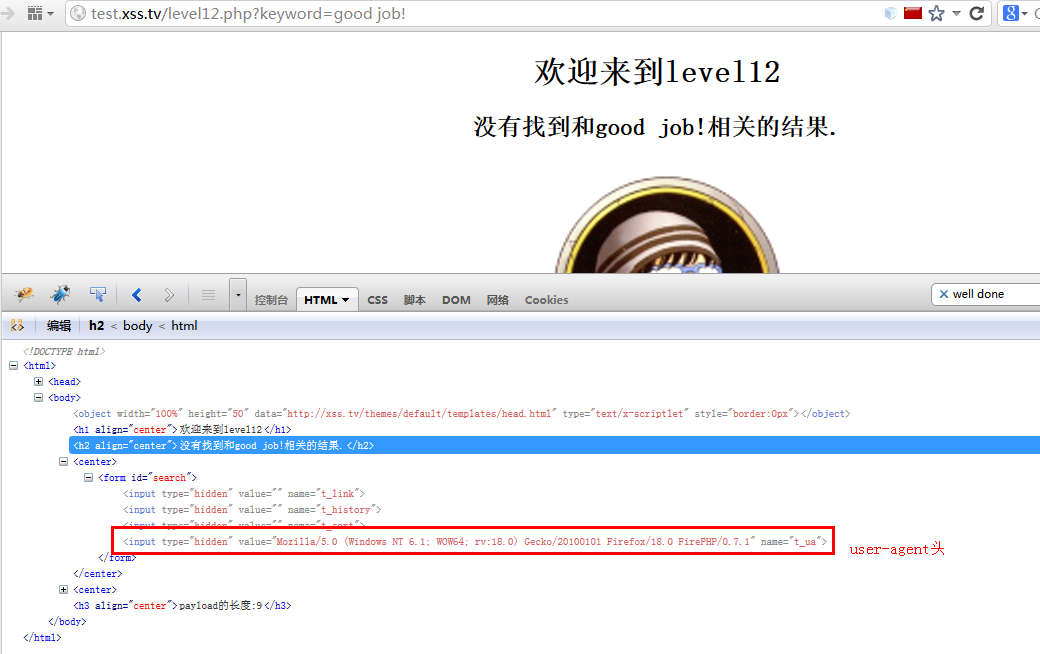 test.xss.tv/level12.php?keyword=good job!
欢迎来到level12
没有找到和good job!相关的结果.
控制台 HTML CSS 脚本 DOM 网络 Cookies well done
编辑 h2 < body < html
<!DOCTYPE html>
<html>
<head>
<body>
<object width="100%" height="50" data="http://xss.tv/themes/default/templates/head.html" type="text/x-scriptlet" style="border:0px"></object>
<h1 align="center">欢迎来到level12</h1>
<h2 align="center">没有找到和good job!相关的结果.</h2>
<center>
<form id="search">
<input type="hidden" value="" name="t_link">
<input type="hidden" value="" name="t_history">
<input type="hidden" value="" name="t_sort">
<input type="hidden" value="Mozilla/5.0 (Windows NT 6.1; WOW64; rv:18.0) Gecko/20100101 Firefox/18.0 FirePHP/0.7.1" name="t_ua">
user-agent头
</form>
</center>
<center>
<h3 align="center">payload的长度:9</h3>
</body>
</html>